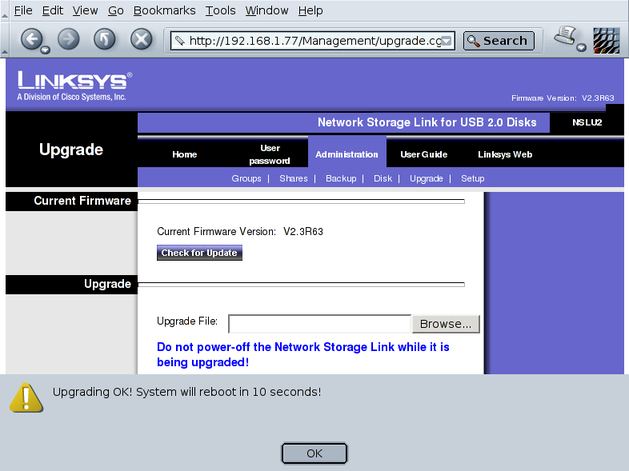 File Edit View Go Bookmarks Tools Window Help
http://192.168.1.77/Management/upgrade.cg
Search
LINKSYS®
A Division of Cisco Systems, Inc.
Firmware Version: V2.3R63
Network Storage Link for USB 2.0 Disks NSLU2
Upgrade
Home User password Administration User Guide Linksys Web
Groups | Shares | Backup | Disk | Upgrade | Setup
Current Firmware
Current Firmware Version: V2.3R63
Check for Update
Upgrade
Upgrade File: Browse...
Do not power-off the Network Storage Link while it is
being upgraded!
Upgrading OK! System will reboot in 10 seconds!
OK